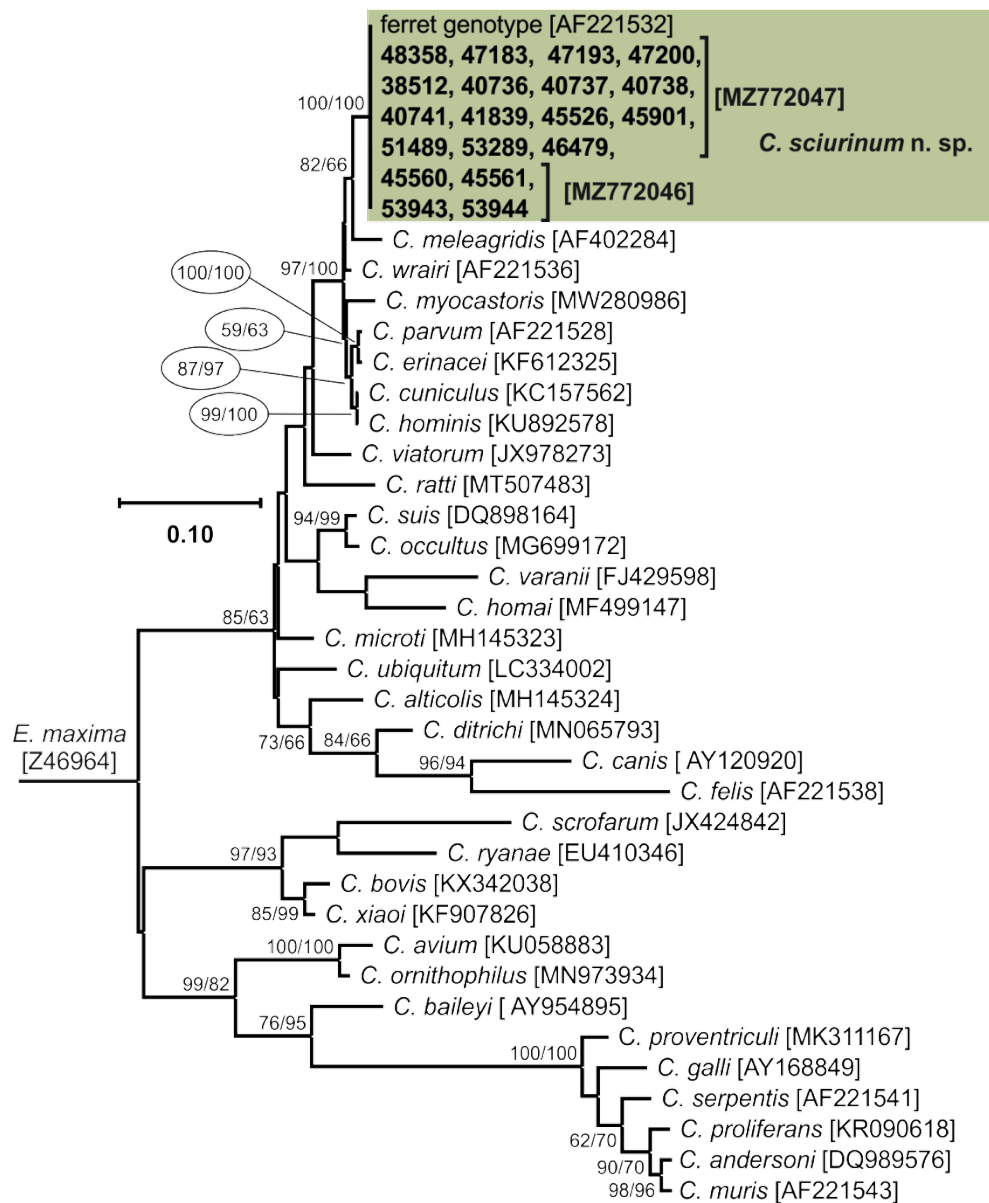 ferret genotype [AF221532]
48358, 47183, 47193, 47200,
38512, 40736, 40737, 40738,
[MZ772047]
100/100
40741, 41839, 45526, 45901,
C. sciurinum n. sp.
51489, 53289, 46479,
82/66
45560, 45561,
[MZ772046]
53943, 53944
C. meleagridis [AF402284]
97/100
C. wrairi [AF221536]
100/100
C. myocastoris [MW280986]
59/63
C. parvum [AF221528]
C. erinacei [KF612325]
87/97
C. cuniculus [KC157562]
99/100
C. hominis [KU892578]
C. viatorum [JX978273]
C. ratti [MT507483]
0.10
94/99
C. suis [DQ898164]
C. occultus [MG699172]
C. varanii [FJ429598]
C. homai [MF499147]
85/63
C. microti [MH145323]
C. ubiquitum [LC334002]
C. alticolis [MH145324]
E. maxima
[Z46964]
73/66
84/66
C. ditrichi [MN065793]
96/94
C. canis [ AY120920]
C. felis [AF221538]
C. scrofarum [JX424842]
97/93
C. ryanae [EU410346]
C. bovis [KX342038]
85/99
C. xiaoi [KF907826]
100/100
C. avium [KU058883]
99/82
C. ornithophilus [MN973934]
C. baileyi [ AY954895]
76/95
C. proventriculi [MK311167]
100/100
C. galli [AY168849]
C. serpentis [AF221541]
62/70
C. proliferans [KR090618]
90/70
C. andersoni [DQ989576]
98/96
C. muris [AF221543]